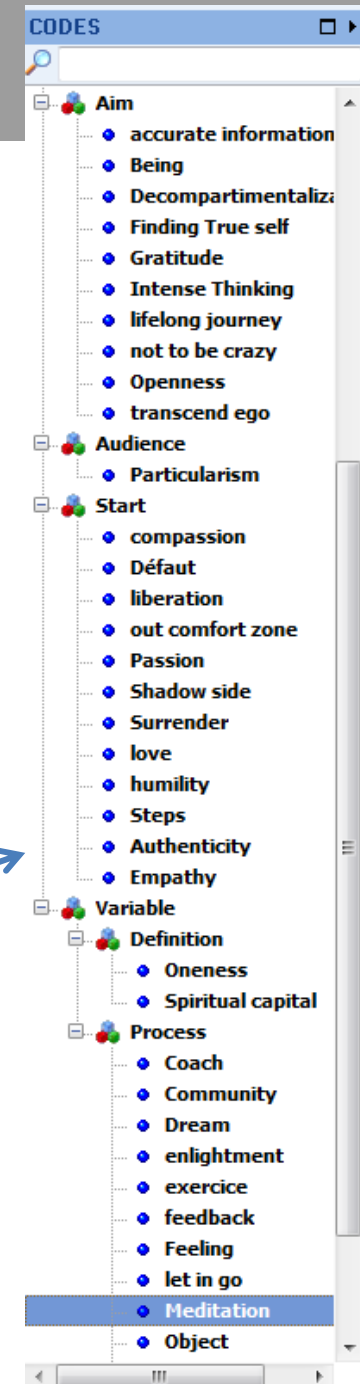 CODES
Aim
accurate information
Being
Decompartimentaliza
Finding True self
Gratitude
Intense Thinking
lifelong journey
not to be crazy
Openness
transcend ego
Audience
Particularism
Start
compassion
Défaut
liberation
out comfort zone
Passion
Shadow side
Surrender
love
humility
Steps
Authenticity
Empathy
Variable
Definition
Oneness
Spiritual capital
Process
Coach
Community
Dream
enlightment
exercice
feedback
Feeling
let in go
Meditation
Object